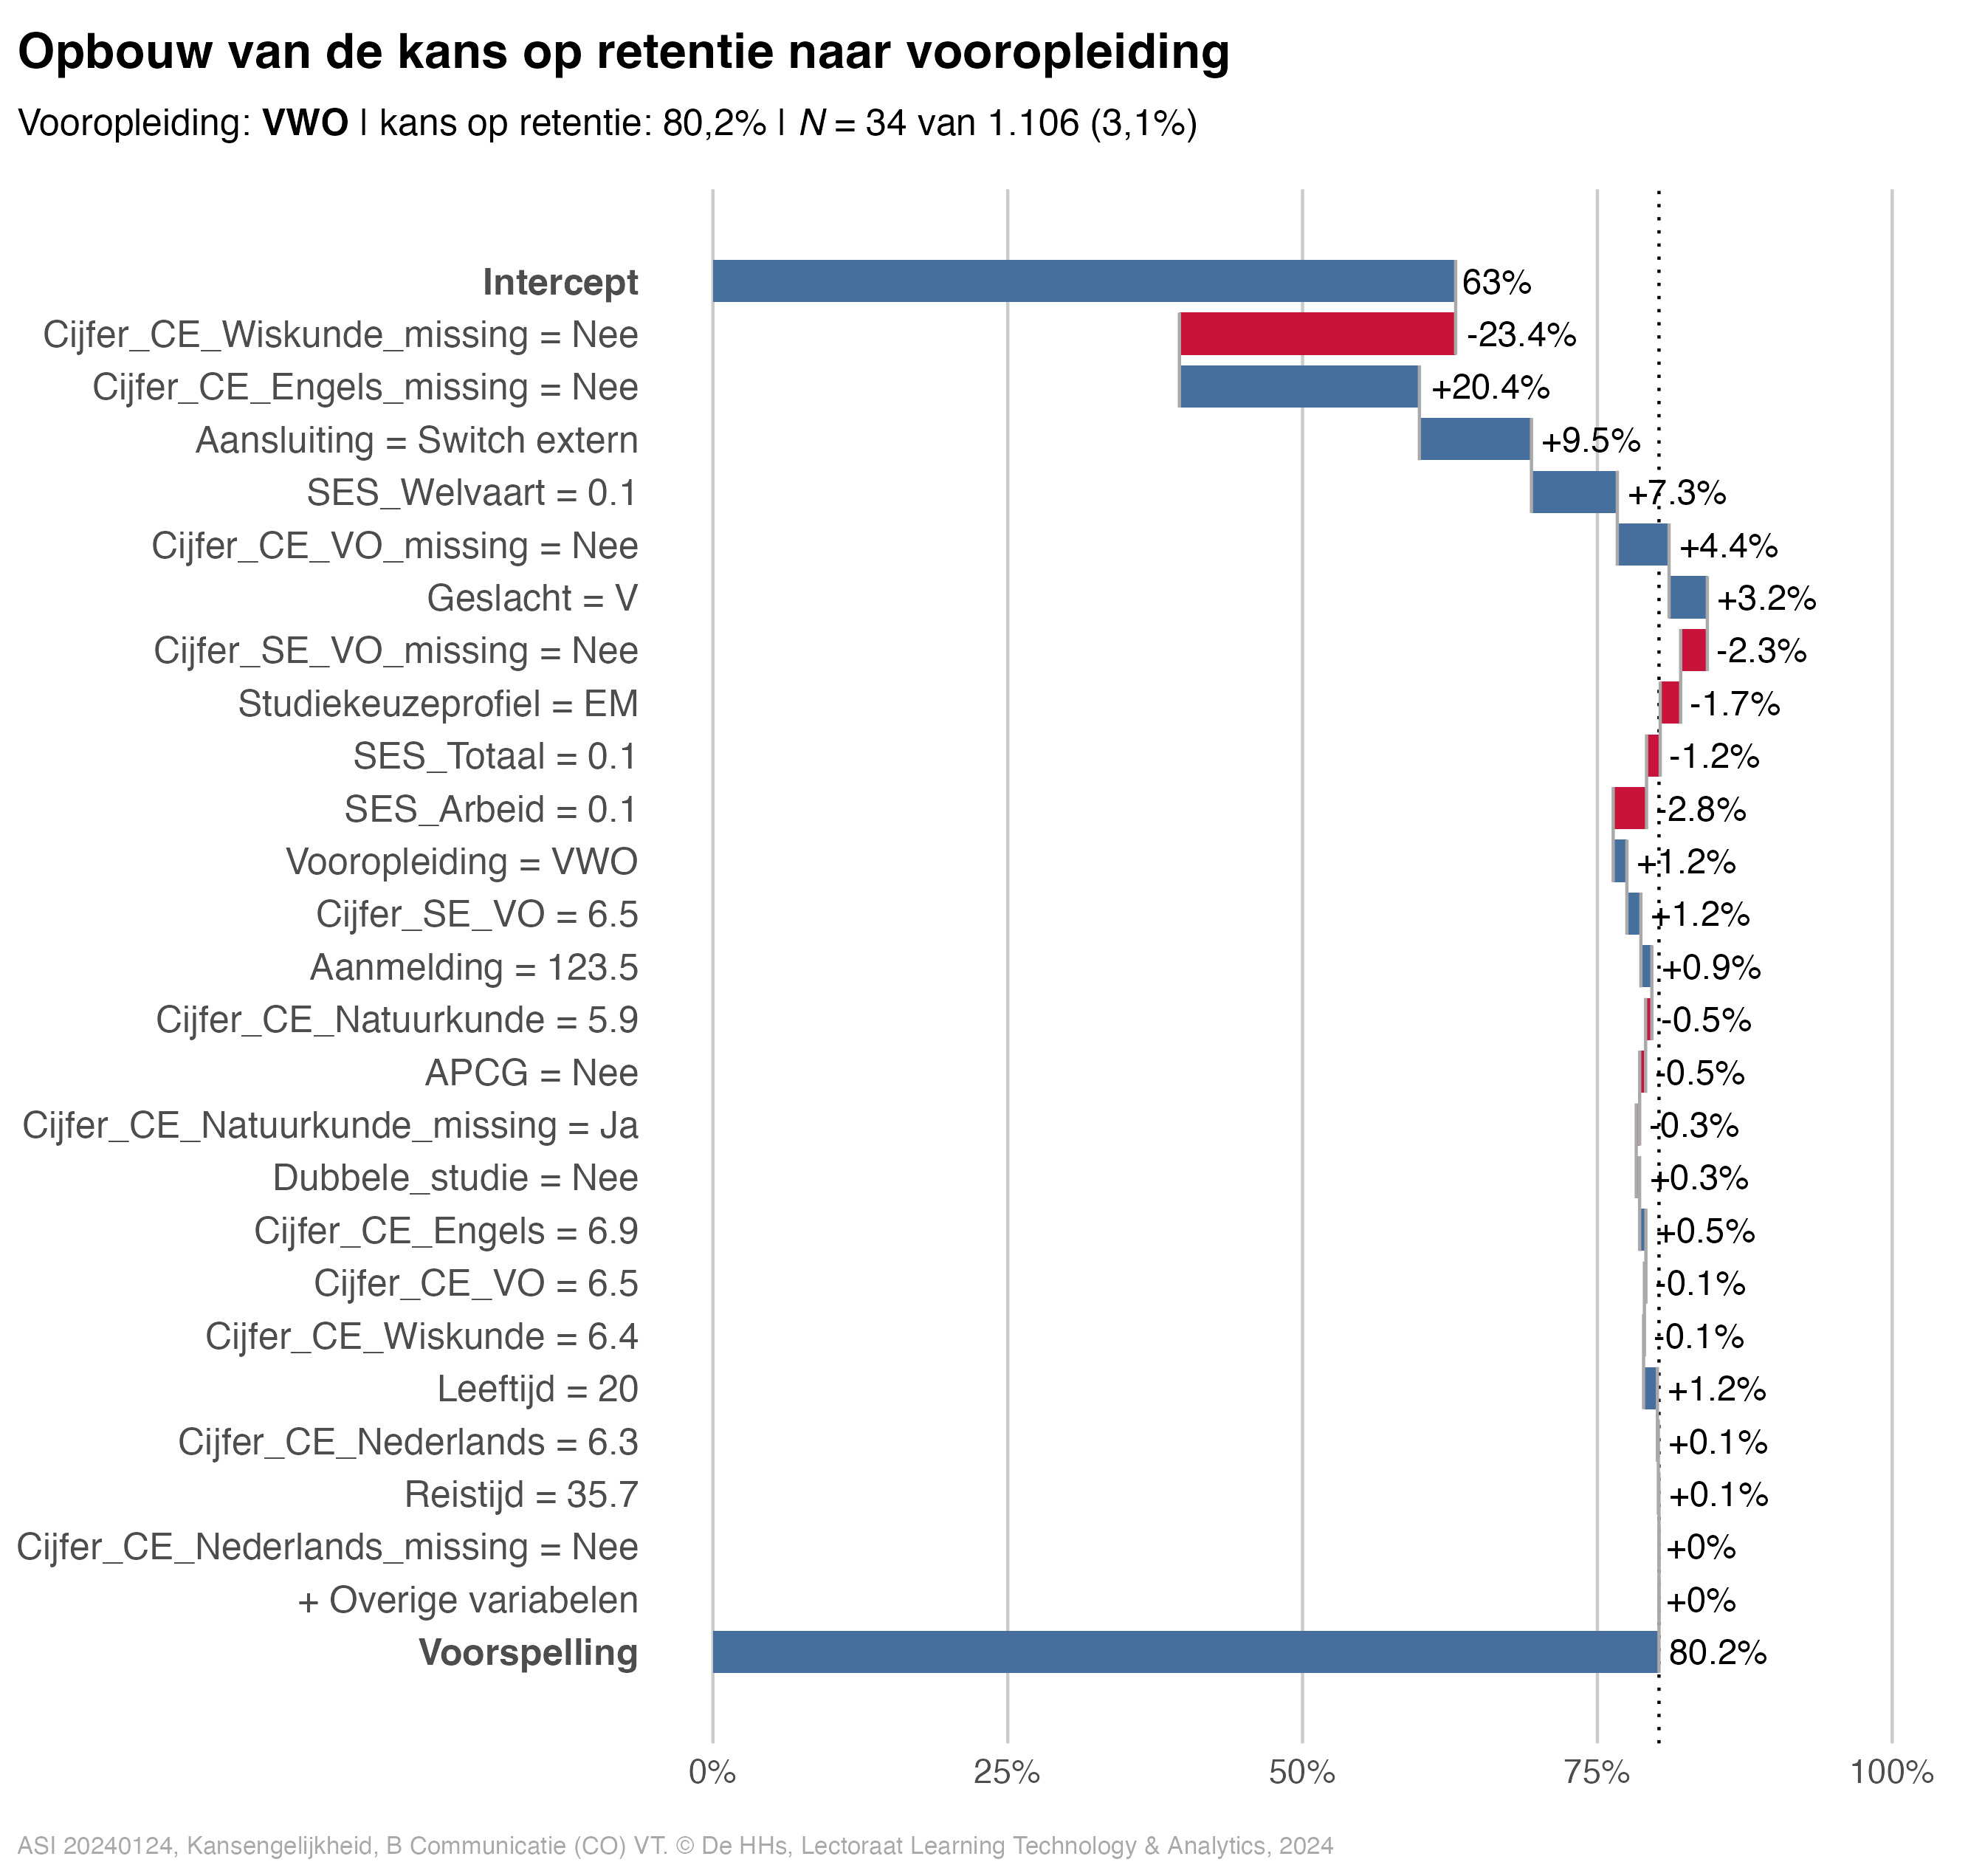 Opbouw van de kans op retentie naar vooropleiding
Vooropleiding: VWO | kans op retentie: 80,2% | N = 34 van 1.106 (3,1%)
Intercept 63%
Cijfer_CE_Wiskunde_missing = Nee -23.4%
Cijfer_CE_Engels_missing = Nee +20.4%
Aansluiting = Switch extern +9.5%
SES_Welvaart = 0.1 +7.3%
Cijfer_CE_VO_missing = Nee +4.4%
Geslacht = V +3.2%
Cijfer_SE_VO_missing = Nee -2.3%
Studiekeuzeprofiel = EM -1.7%
SES_Totaal = 0.1 -1.2%
SES_Arbeid = 0.1 -2.8%
Vooropleiding = VWO +1.2%
Cijfer_SE_VO = 6.5 +1.2%
Aanmelding = 123.5 +0.9%
Cijfer_CE_Natuurkunde = 5.9 -0.5%
APCG = Nee -0.5%
Cijfer_CE_Natuurkunde_missing = Ja -0.3%
Dubbele_studie = Nee +0.3%
Cijfer_CE_Engels = 6.9 +0.5%
Cijfer_CE_VO = 6.5 -0.1%
Cijfer_CE_Wiskunde = 6.4 -0.1%
Leeftijd = 20 +1.2%
Cijfer_CE_Nederlands = 6.3 +0.1%
Reistijd = 35.7 +0.1%
Cijfer_CE_Nederlands_missing = Nee +0%
+ Overige variabelen +0%
Voorspelling 80.2%
0% 25% 50% 75% 100%
ASI 20240124, Kansengelijkheid, B Communicatie (CO) VT. © De HHs, Lectoraat Learning Technology & Analytics, 2024